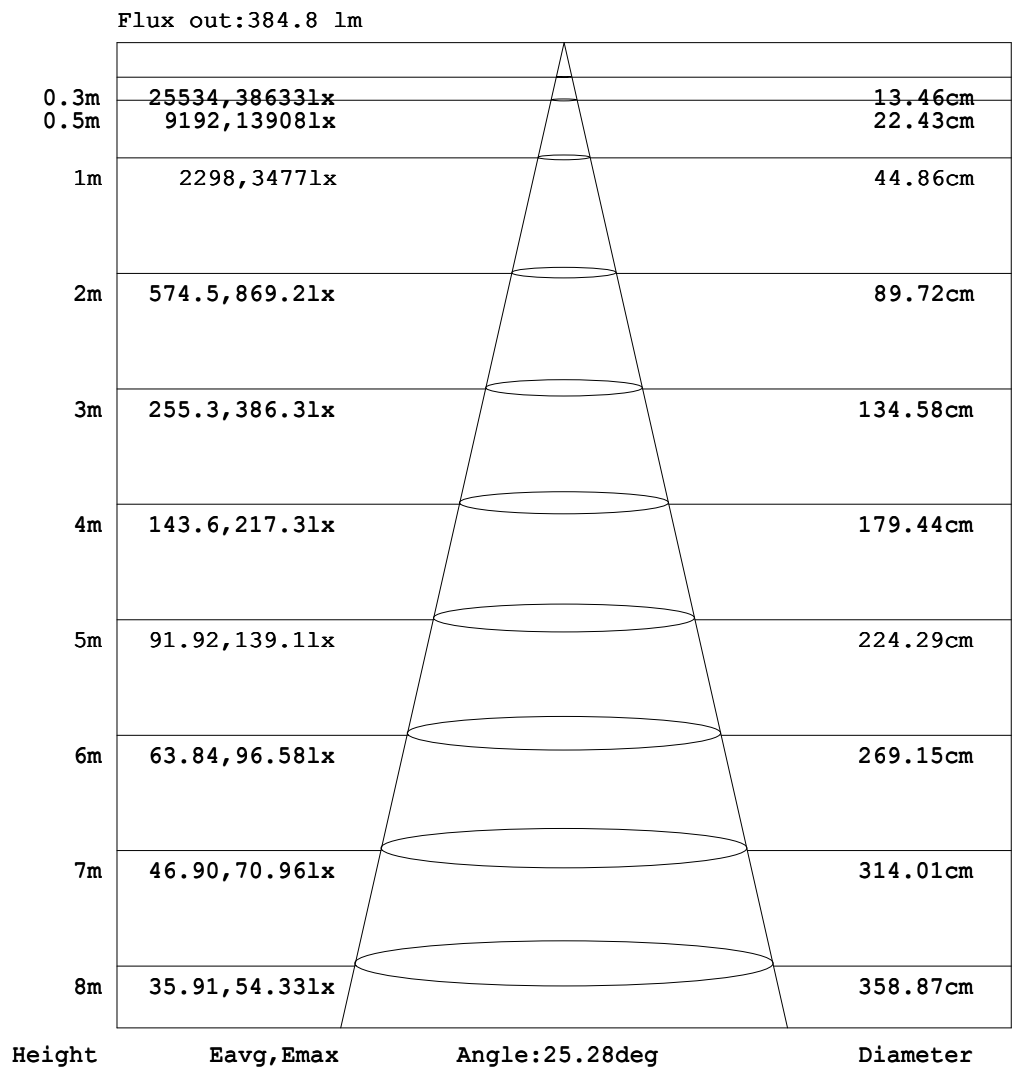 Flux out:384.8 lm
0.3m 25534,38633lx 13.46cm
0.5m 9192,13908lx 22.43cm
1m 2298,3477lx 44.86cm
2m 574.5,869.2lx 89.72cm
3m 255.3,386.3lx 134.58cm
4m 143.6,217.3lx 179.44cm
5m 91.92,139.1lx 224.29cm
6m 63.84,96.58lx 269.15cm
7m 46.90,70.96lx 314.01cm
8m 35.91,54.33lx 358.87cm
Height Eavg,Emax Angle:25.28deg Diameter